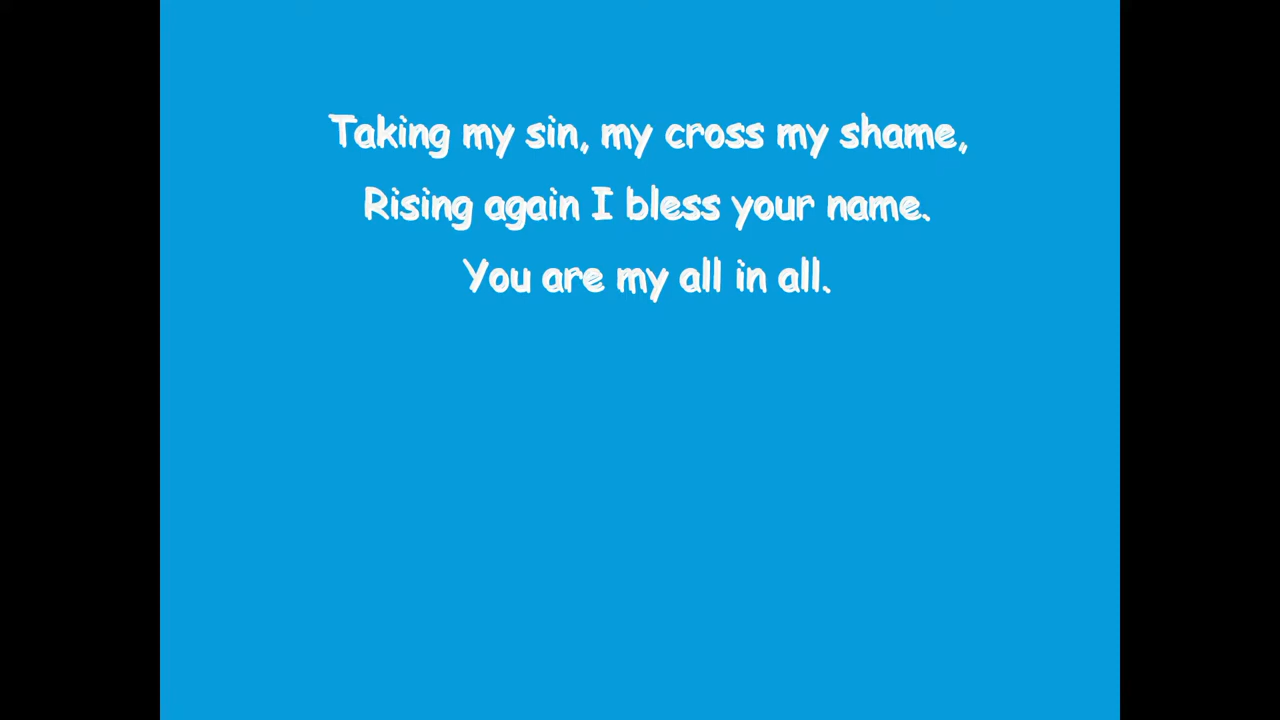 Taking my sin, my cross my shame,
Rising again I bless your name.
You are my all in all.